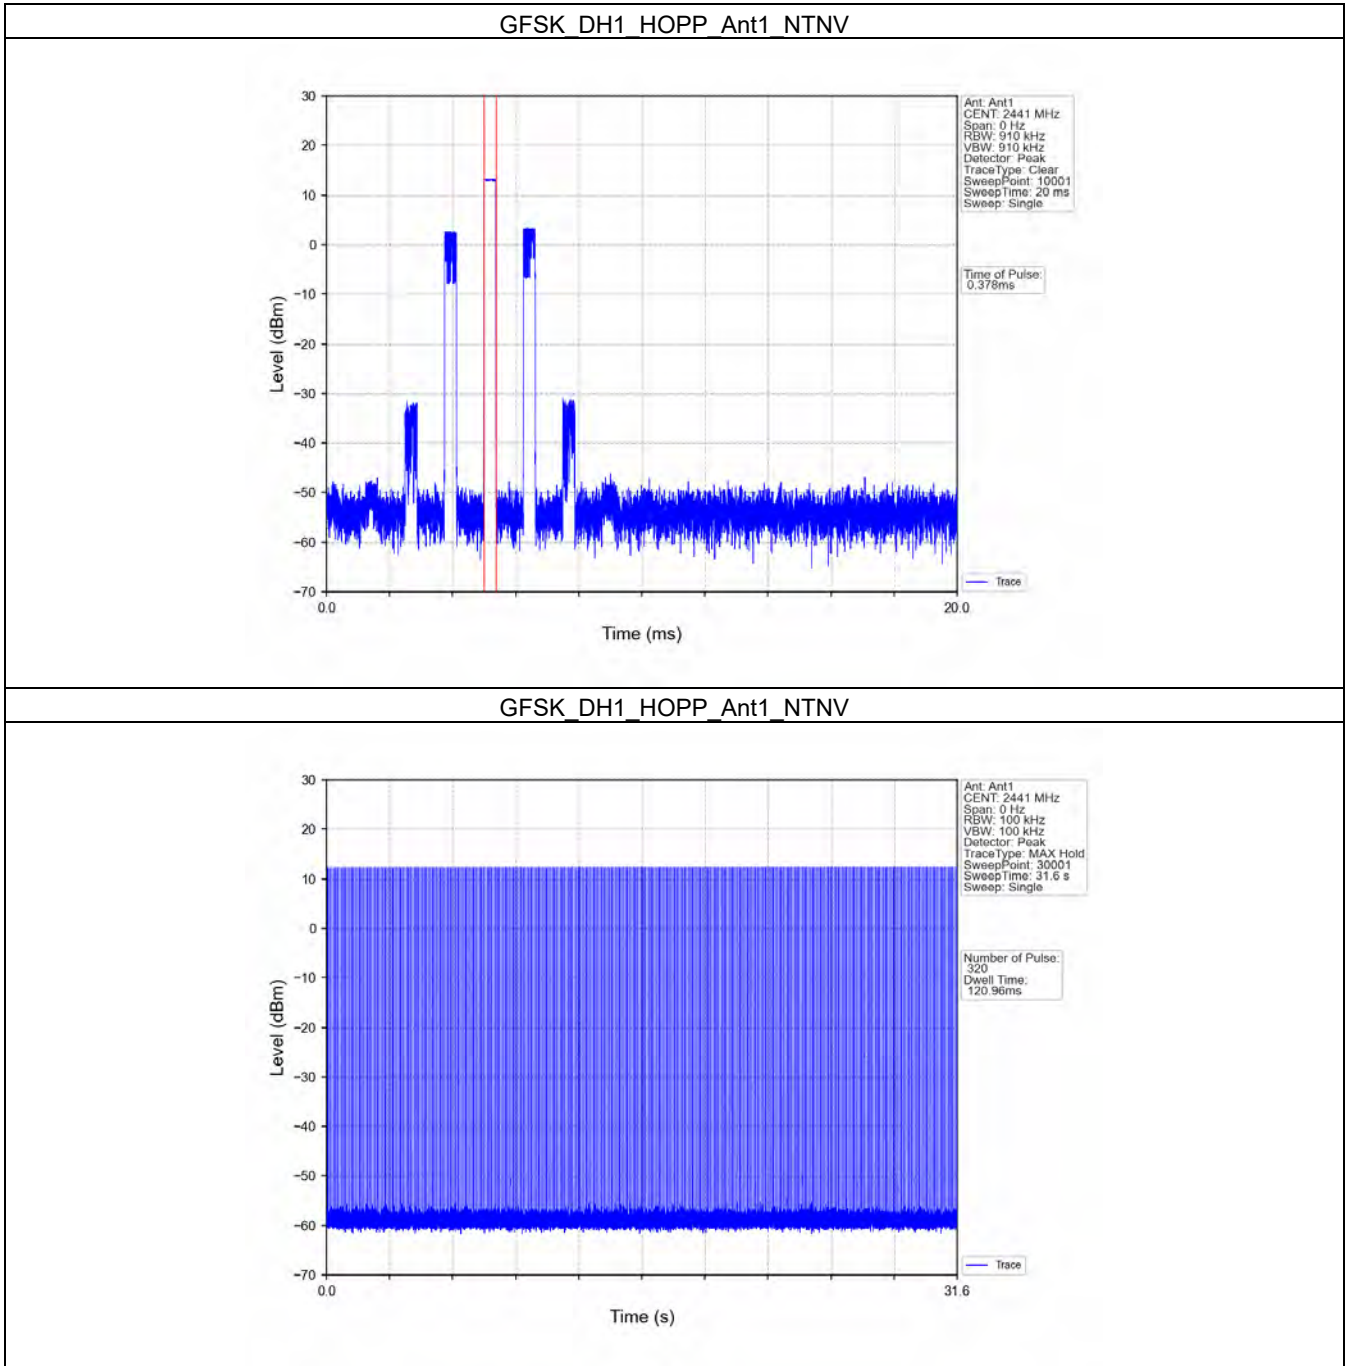 GFSK_DH1_HOPP_Ant1_NTNV
30
20
10
0
−10
−20
−30
−40
−50
−60
−70
Level (dBm)
0.0
20.0
Time (ms)
Ant: Ant1
CENT: 2441 MHz
Span: 0 Hz
RBW: 910 kHz
VBW: 910 kHz
Detector: Peak
TraceType: Clear
SweepPoint: 10001
SweepTime: 20 ms
Sweep: Single
Time of Pulse:
0.378ms
Trace
GFSK_DH1_HOPP_Ant1_NTNV
30
20
10
0
−10
−20
−30
−40
−50
−60
−70
Level (dBm)
0.0
31.6
Time (s)
Ant: Ant1
CENT: 2441 MHz
Span: 0 Hz
RBW: 100 kHz
VBW: 100 kHz
Detector: Peak
TraceType: MAX Hold
SweepPoint: 30001
SweepTime: 31.6 s
Sweep: Single
Number of Pulse:
320
Dwell Time:
120.96ms
Trace